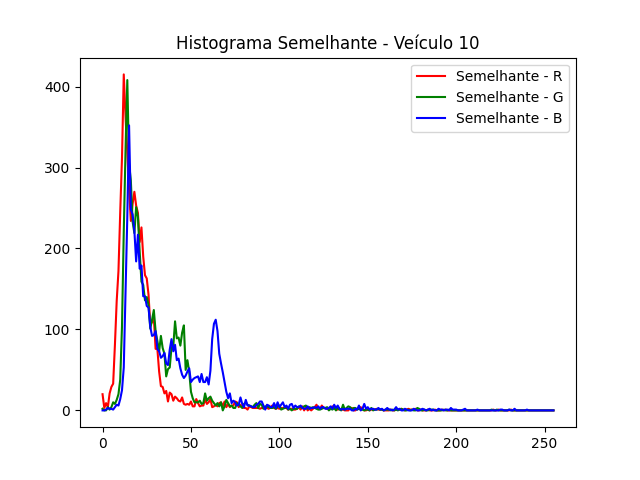 Histograma Semelhante - Veículo 10
Semelhante - R
Semelhante - G
Semelhante - B
400
300
200
100
0
0 50 100 150 200 250